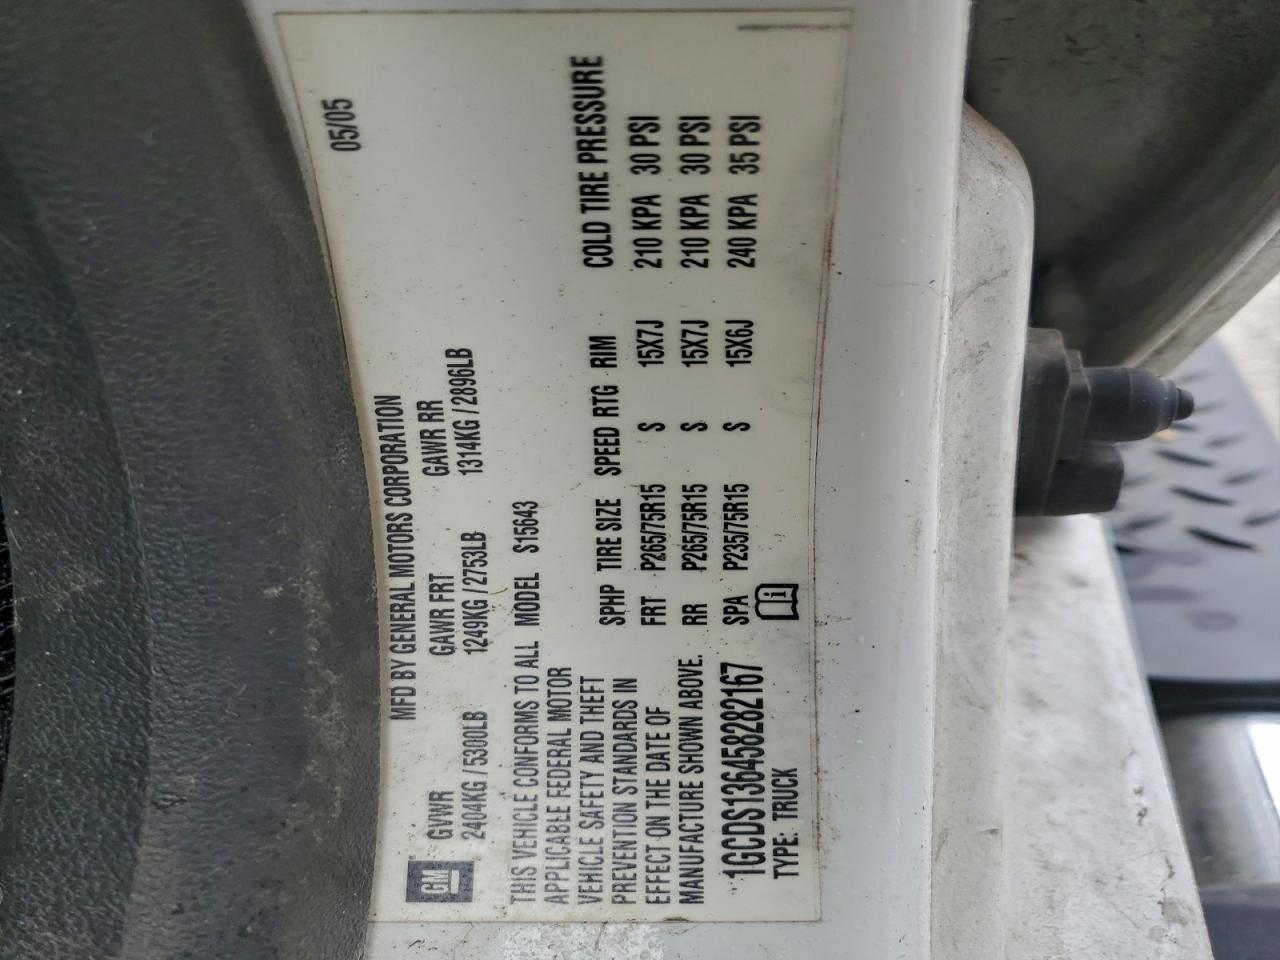 05/05
MFD BY GENERAL MOTORS CORPORATION
GVWR GAWR FRT GAWR RR
2404KG / 5300LB 1249KG / 2753LB 1314KG / 2896LB
GM
THIS VEHICLE CONFORMS TO ALL MODEL S15643
APPLICABLE FEDERAL MOTOR
VEHICLE SAFETY AND THEFT
PREVENTION STANDARDS IN
EFFECT ON THE DATE OF
MANUFACTURE SHOWN ABOVE.
SPHP TIRE SIZE SPEED RTG RIM COLD TIRE PRESSURE
FRT P265/75R15 S 15X7J 210 KPA 30 PSI
RR P265/75R15 S 15X7J 210 KPA 30 PSI
SPA P235/75R15 S 15X6J 240 KPA 35 PSI
1GCDS136458282167
TYPE: TRUCK